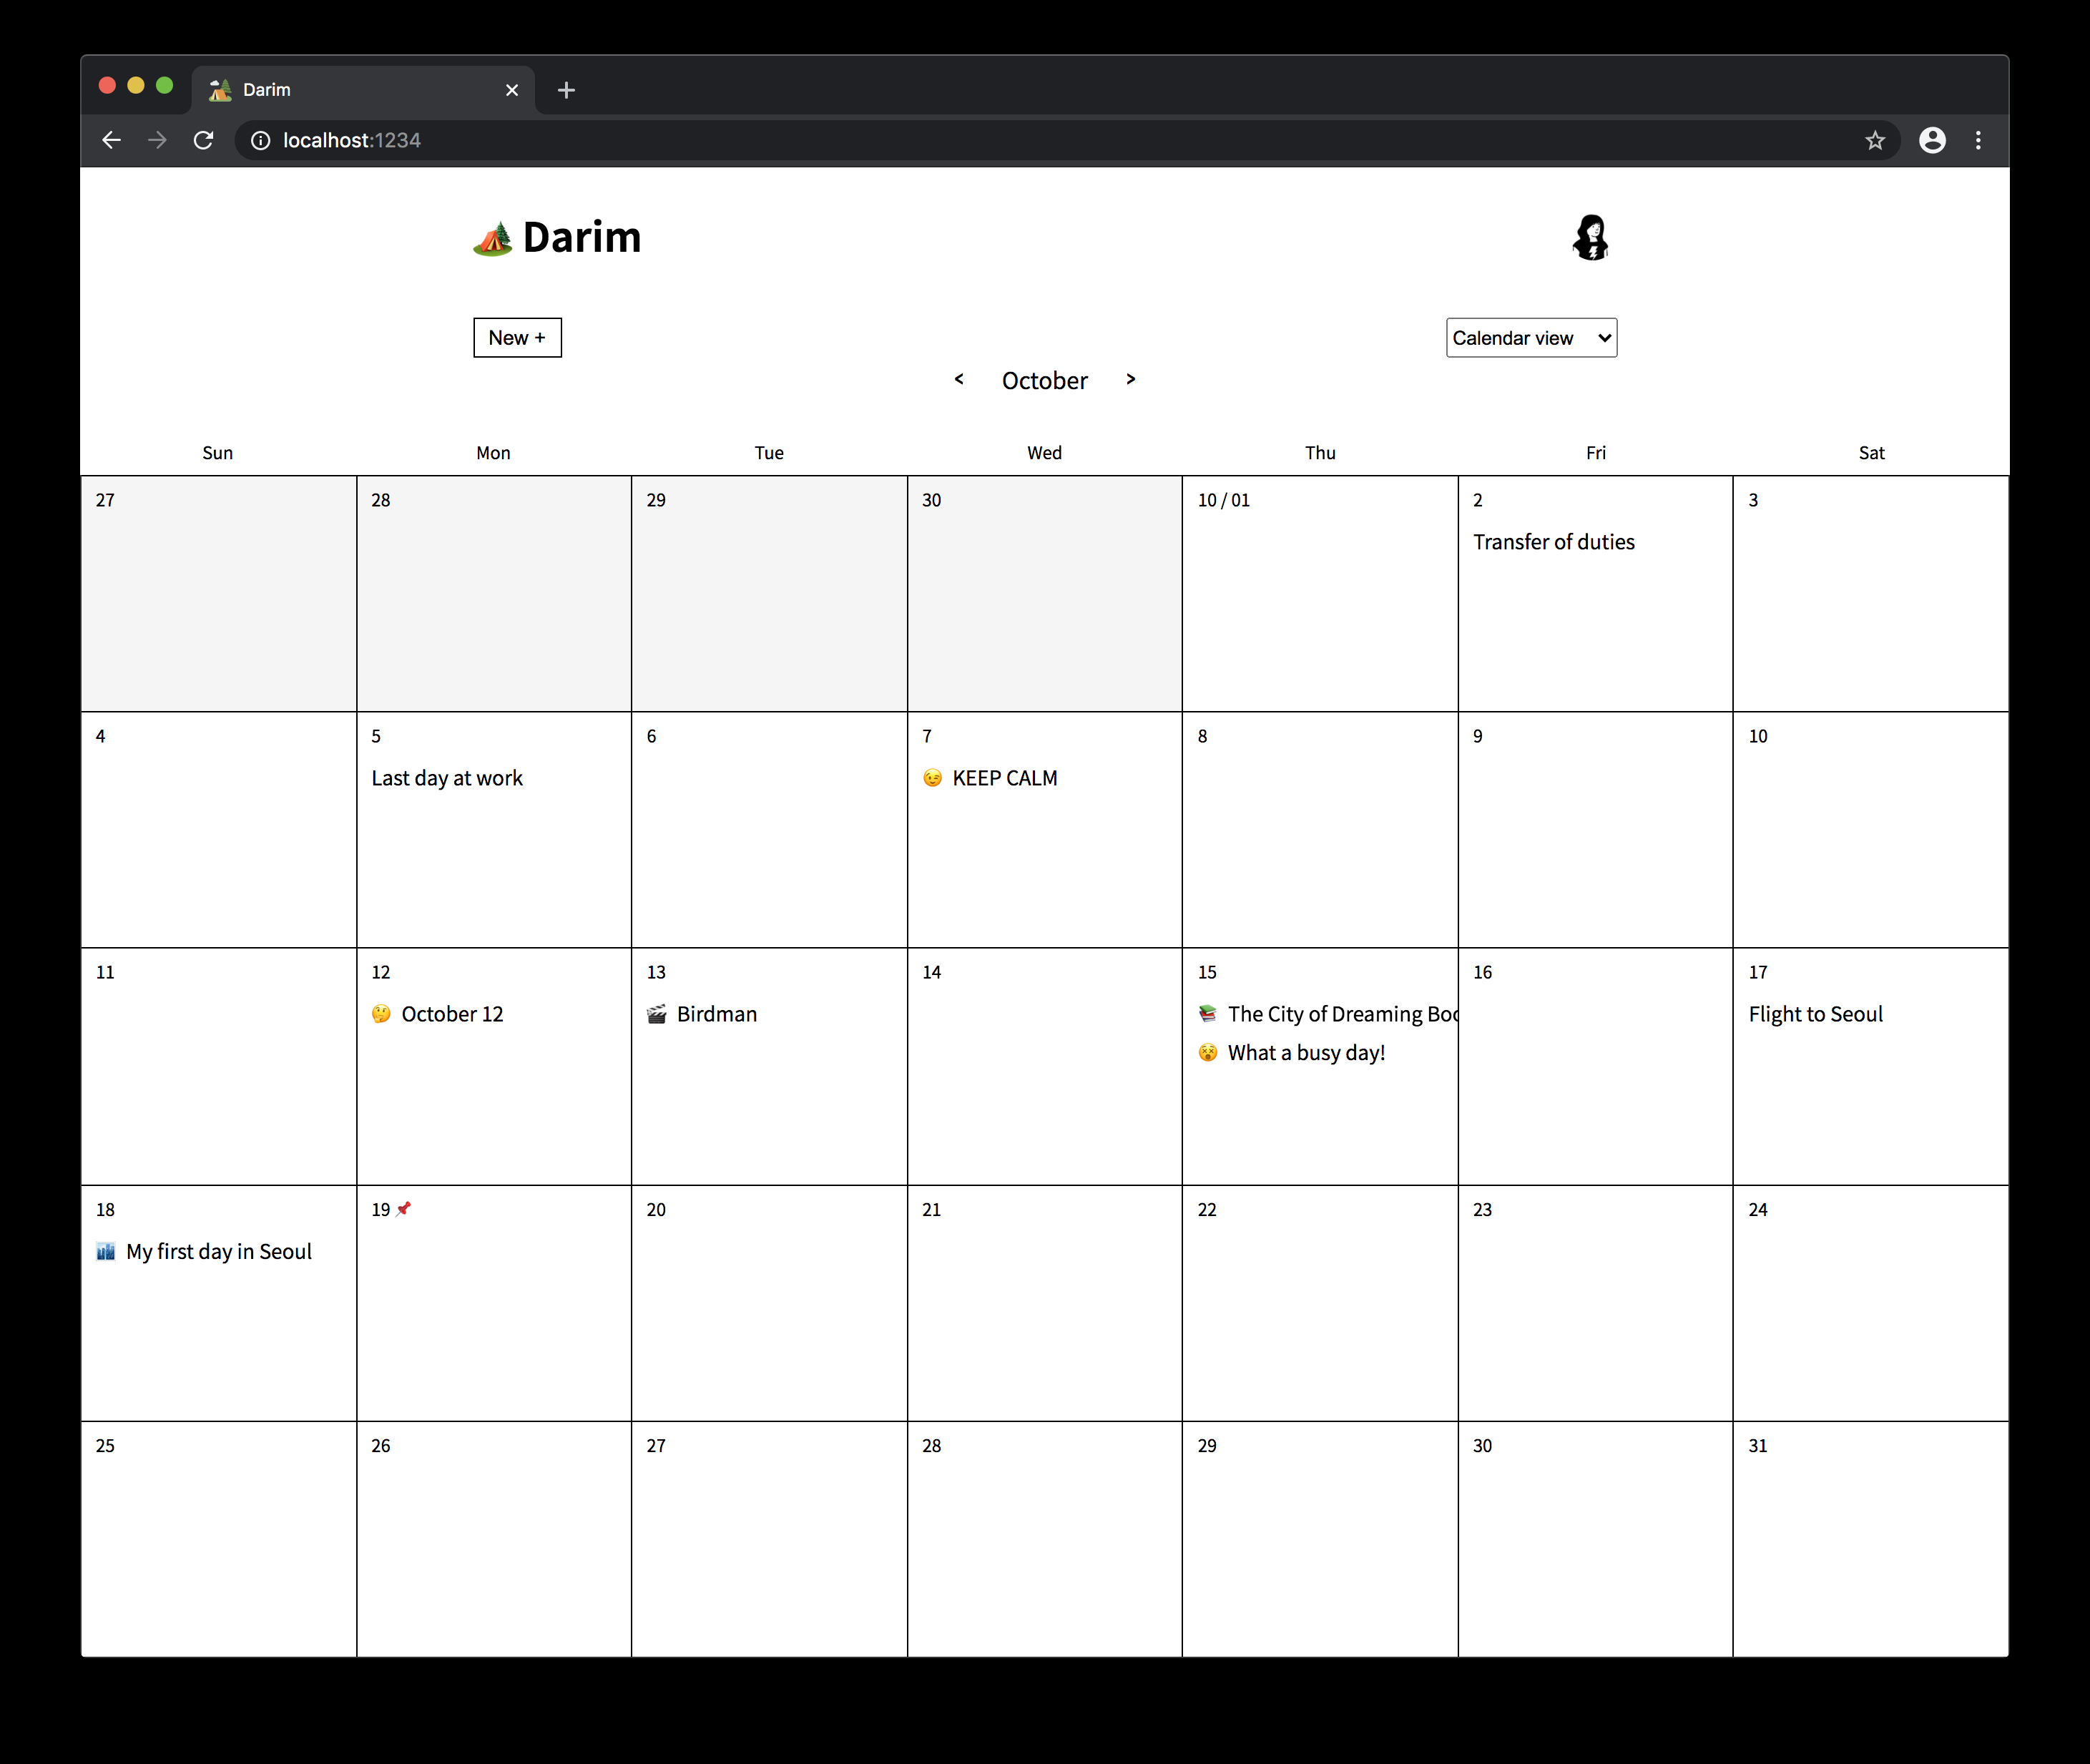 Darim
localhost:1234
🏕 Darim
New +
Calendar view
< October >
Sun Mon Tue Wed Thu Fri Sat
27 28 29 30 10 / 01 2 3
Transfer of duties
4 5 6 7 8 9 10
Last day at work
😉 KEEP CALM
11 12 13 14 15 16 17
🤔 October 12
🎬 Birdman
📚 The City of Dreaming
😵 What a busy day!
Flight to Seoul
18 19 📌 20 21 22 23 24
🏙 My first day in Seoul
25 26 27 28 29 30 31